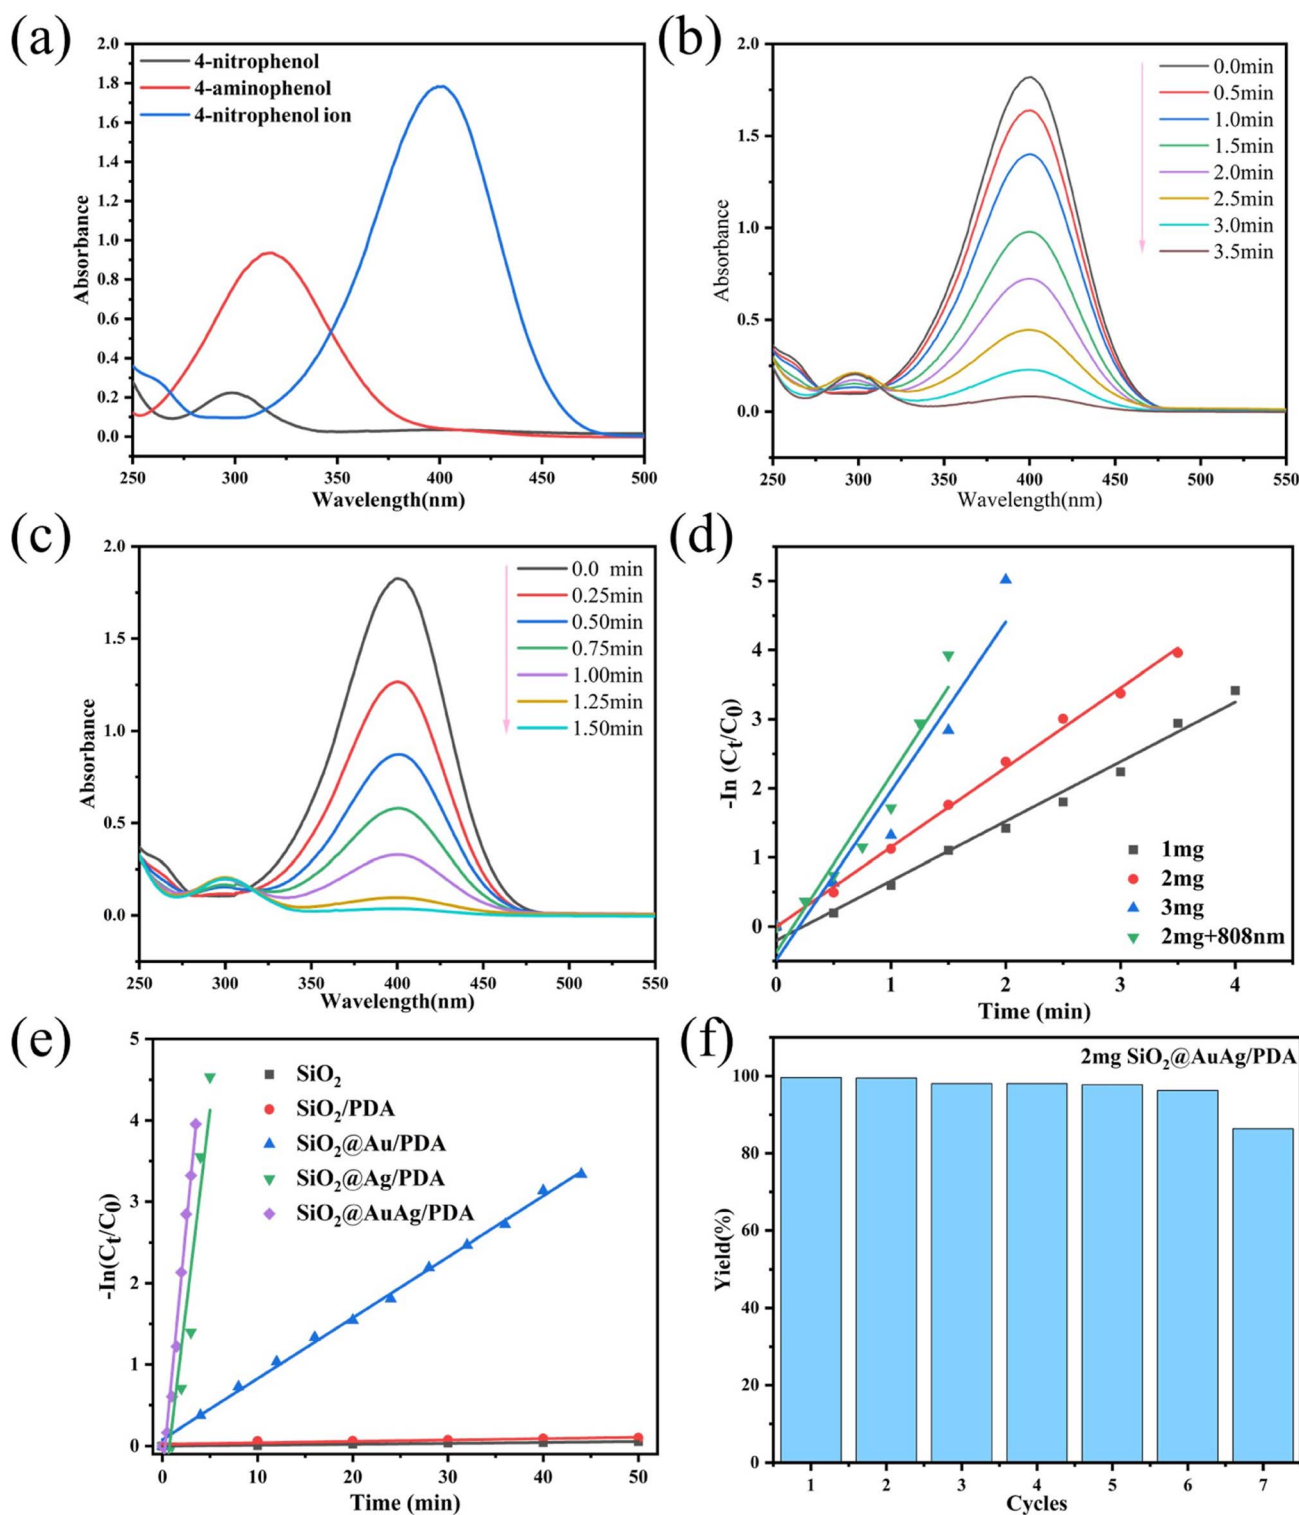 (a)
2.0
1.8
1.6
1.4
1.2
1.0
0.8
0.6
0.4
0.2
0.0
Absorbance
4-nitrophenol
4-aminophenol
4-nitrophenol ion
250 300 350 400 450 500
Wavelength(nm)
(b)
2.0
1.5
1.0
0.5
0.0
Absorbance
0.0min
0.5min
1.0min
1.5min
2.0min
2.5min
3.0min
3.5min
250 300 350 400 450 500 550
Wavelength(nm)
(c)
2.0
1.5
1.0
0.5
0.0
Absorbance
0.0 min
0.25min
0.50min
0.75min
1.00min
1.25min
1.50min
250 300 350 400 450 500 550
Wavelength(nm)
(d)
5
4
3
2
1
0
-In (Ct/C0)
1mg
2mg
3mg
2mg+808nm
0 1 2 3 4
Time (min)
(e)
5
4
3
2
1
0
-In(Ct/C0)
SiO2
SiO2/PDA
SiO2@Au/PDA
SiO2@Ag/PDA
SiO2@AuAg/PDA
0 10 20 30 40 50
Time (min)
(f)
2mg SiO2@AuAg/PDA
100
80
60
40
20
0
Yield(%)
1 2 3 4 5 6 7
Cycles